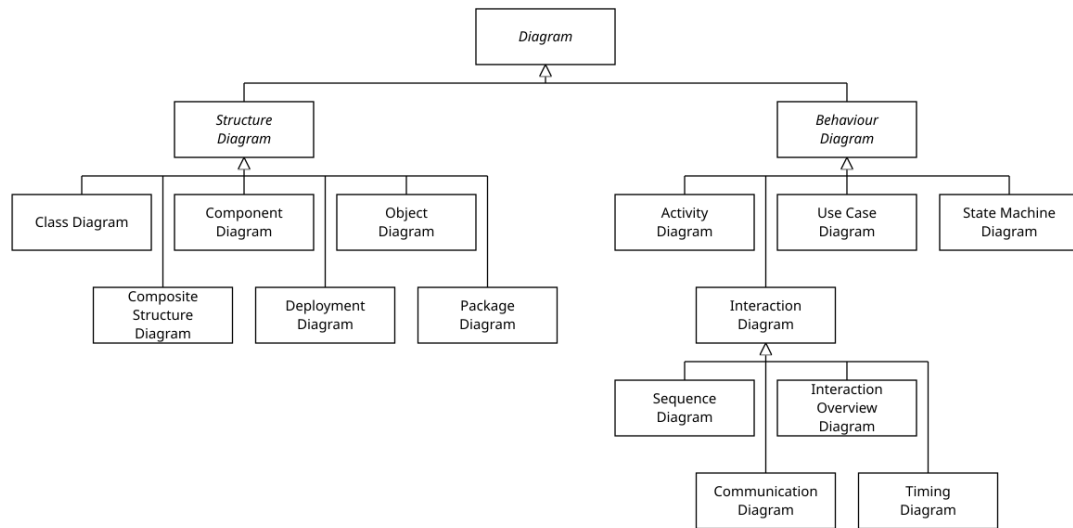 Diagram
Structure
Diagram
Behaviour
Diagram
Class Diagram
Component
Diagram
Object
Diagram
Activity
Diagram
Use Case
Diagram
State Machine
Diagram
Composite
Structure
Diagram
Deployment
Diagram
Package
Diagram
Interaction
Diagram
Sequence
Diagram
Interaction
Overview
Diagram
Communication
Diagram
Timing
Diagram